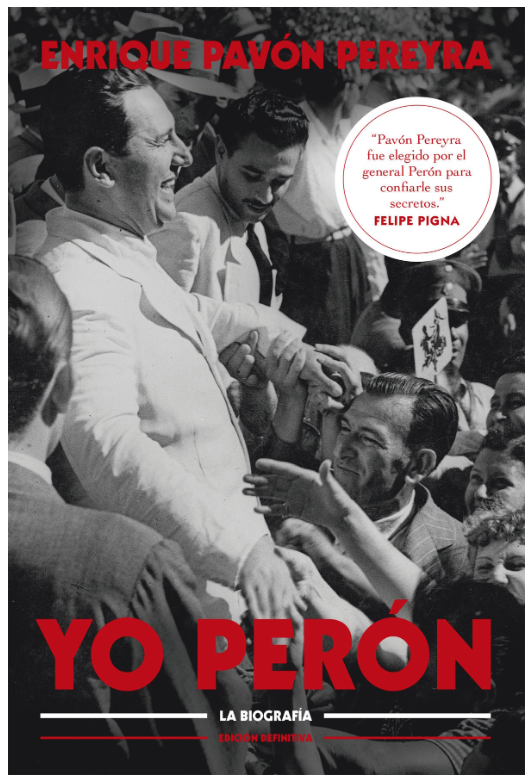 ENRIQUE PAVÓN PEREYRA
“Pavón Pereyra
fue elegido por el
general Perón para
confiarle sus
secretos.”
FELIPE PIGNA
YO PERÓN
LA BIOGRAFÍA
EDICIÓN DEFINITIVA